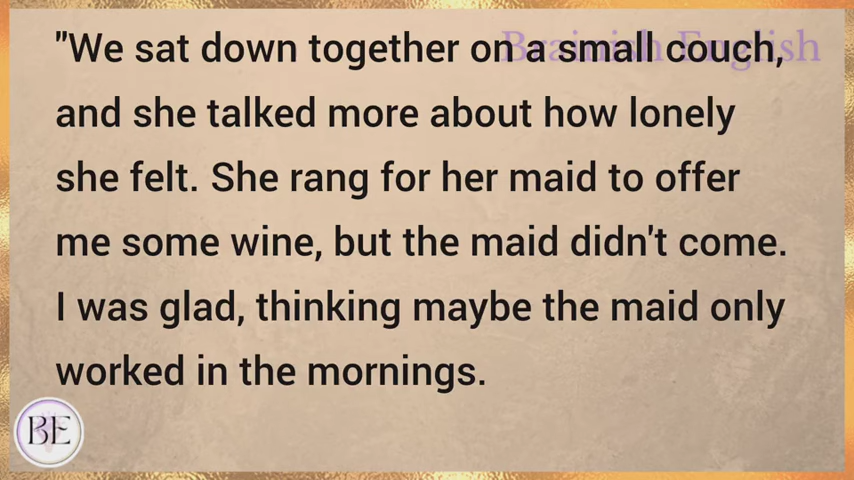 Brainish English
"We sat down together on a small couch,
and she talked more about how lonely
she felt. She rang for her maid to offer
me some wine, but the maid didn't come.
I was glad, thinking maybe the maid only
worked in the mornings.
BE